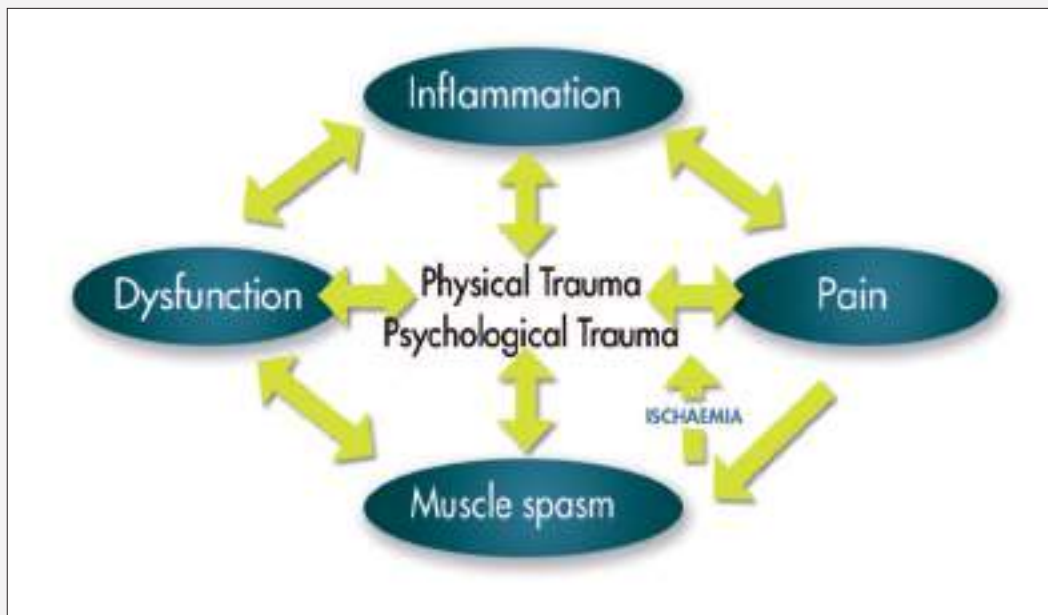 Inflammation
Dysfunction
Physical Trauma
Psychological Trauma
Pain
ISCHAEMIA
Muscle spasm